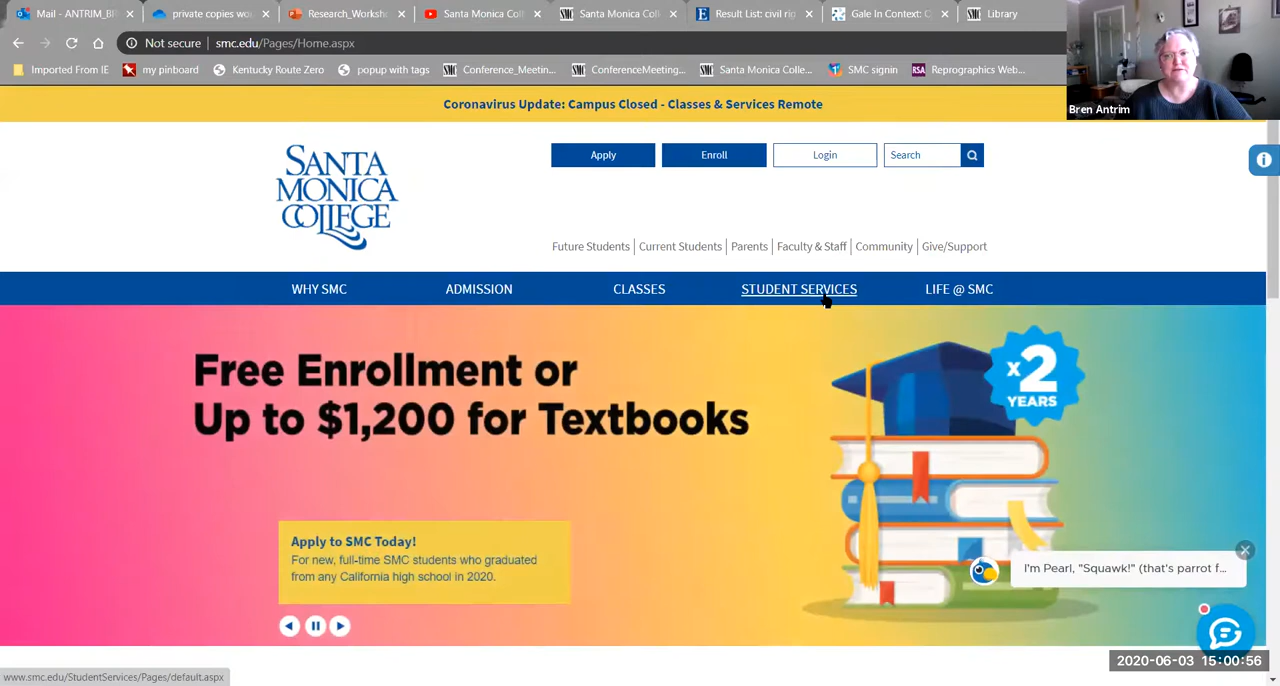 Mail - ANTRIM_B
private copies wo
Research_Worksh
Santa Monica Coll
Santa Monica Coll
Result List: civil rig
Gale In Context: C
Library
Not secure | smc.edu/Pages/Home.aspx
Imported From IE
my pinboard
Kentucky Route Zero
popup with tags
Conference_Meetin...
ConferenceMeeting...
Santa Monica Colle...
SMC signin
Reprographics Web...
Bren Antrim
Coronavirus Update: Campus Closed - Classes & Services Remote
SANTA
MONICA
COLLEGE
Apply
Enroll
Login
Search
Future Students | Current Students | Parents | Faculty & Staff | Community | Give/Support
WHY SMC
ADMISSION
CLASSES
STUDENT SERVICES
LIFE @ SMC
Free Enrollment or
Up to $1,200 for Textbooks
x2
YEARS
Apply to SMC Today!
For new, full-time SMC students who graduated
from any California high school in 2020.
I'm Pearl, "Squawk!" (that's parrot f...
2020-06-03 15:00:56
www.smc.edu/StudentServices/Pages/default.aspx